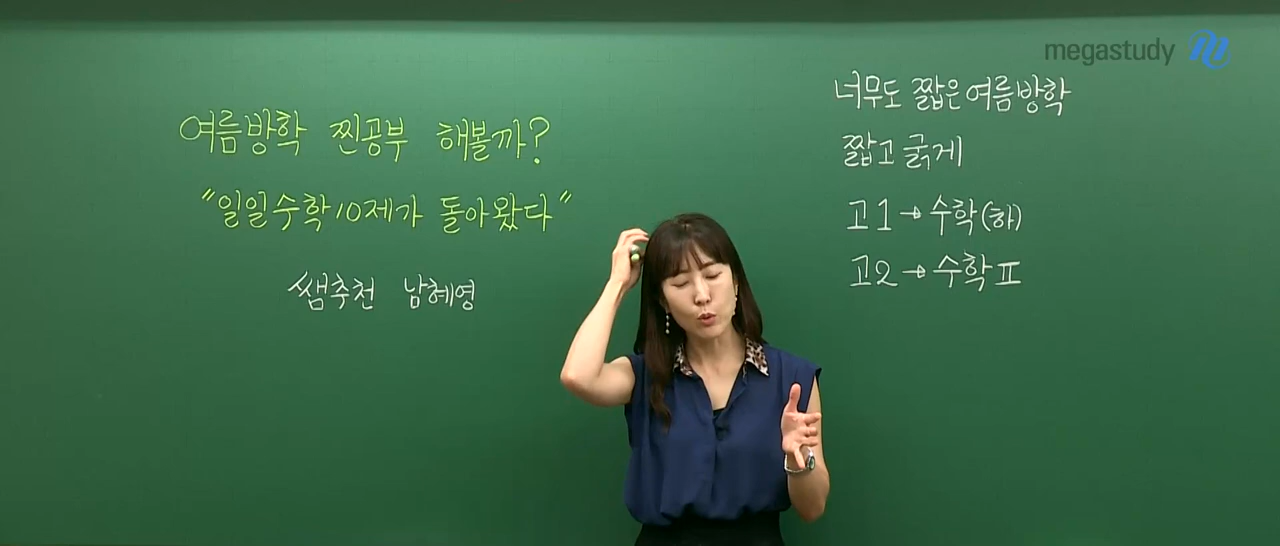 megastudy
여름방학 찐공부 해볼까?
"일일수학10제가 돌아왔다"
쌤추천 남혜영
너무도 짧은 여름방학
짧고 굵게
고1→수학(하)
고2→수학Ⅱ